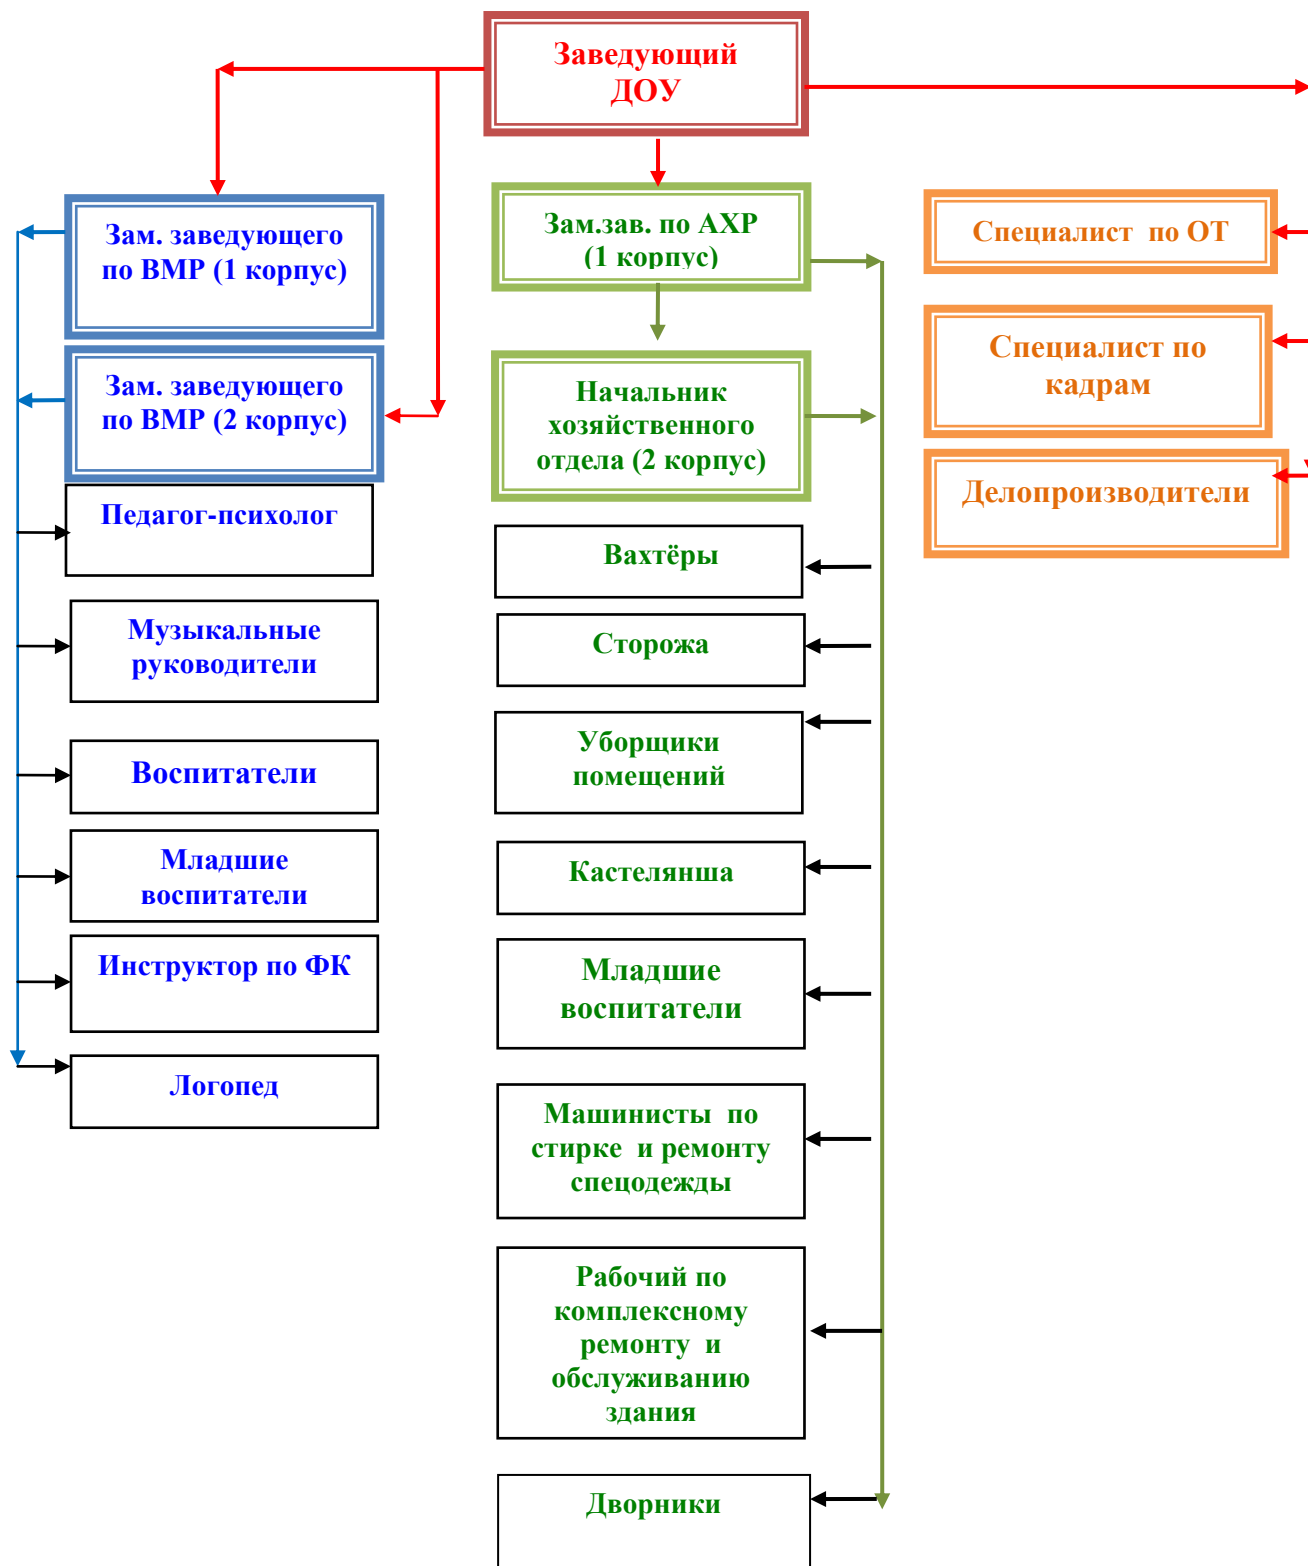 Заведующий
ДОУ
Зам. заведующего
по ВМР (1 корпус)
Зам. заведующего
по ВМР (2 корпус)
Педагог-психолог
Музыкальные
руководители
Воспитатели
Младшие
воспитатели
Инструктор по ФК
Логопед
Зам.зав. по АХР
(1 корпус)
Начальник
хозяйственного
отдела (2 корпус)
Вахтёры
Сторожа
Уборщики
помещений
Кастелянша
Младшие
воспитатели
Машинисты по
стирке и ремонту
спецодежды
Рабочий по
комплексному
ремонту и
обслуживанию
здания
Дворники
Специалист по ОТ
Специалист по
кадрам
Делопроизводители